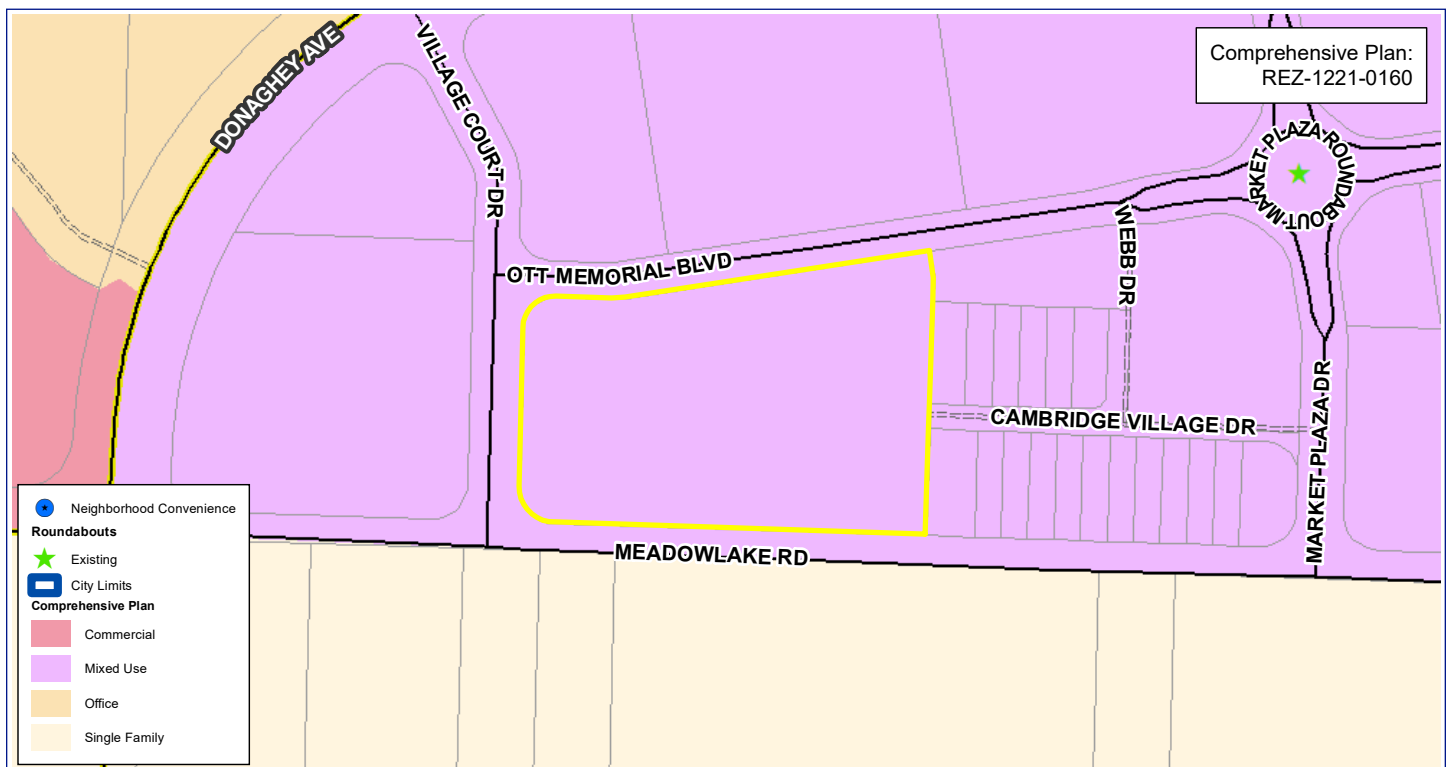 Comprehensive Plan:
REZ-1221-0160
DONAGHEY AVE
VILLAGE COURT DR
MARKET PLAZA ROUNDABOUT
OTT MEMORIAL BLVD
WEBB DR
CAMBRIDGE VILLAGE DR
MARKET PLAZA DR
MEADOWLAKE RD
Neighborhood Convenience
Roundabouts
Existing
City Limits
Comprehensive Plan
Commercial
Mixed Use
Office
Single Family